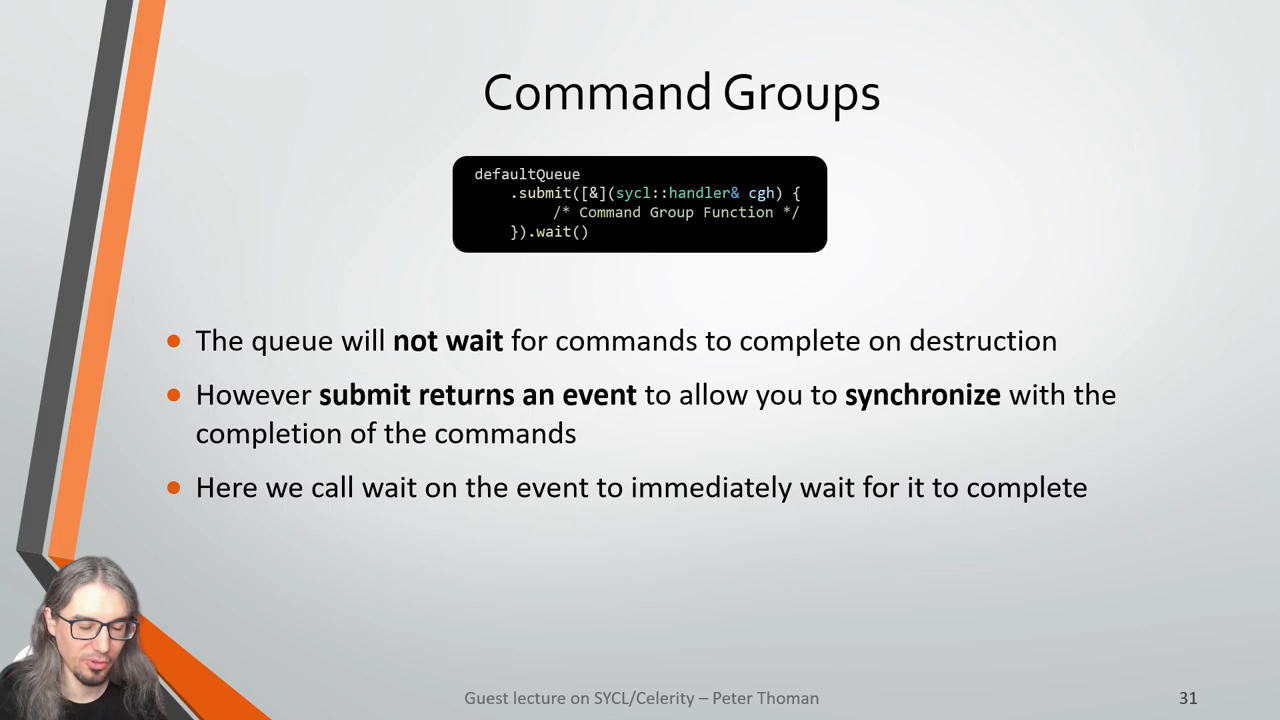 Command Groups
defaultQueue
.submit([&](sycl::handler& cgh) {
/* Command Group Function */
}).wait()
The queue will not wait for commands to complete on destruction
However submit returns an event to allow you to synchronize with the
completion of the commands
Here we call wait on the event to immediately wait for it to complete
Guest lecture on SYCL/Celerity – Peter Thoman
31